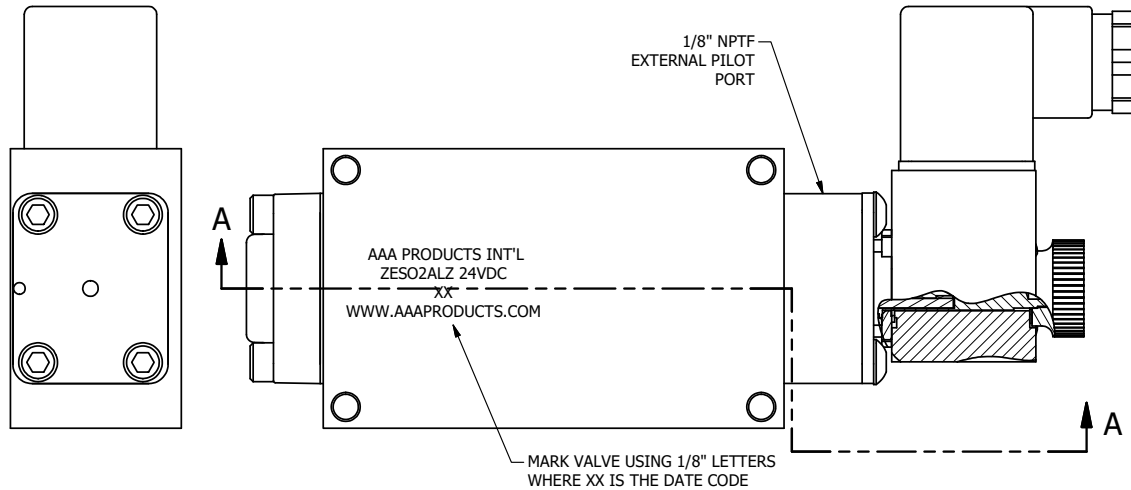 1/8" NPTF
EXTERNAL PILOT
PORT
A
AAA PRODUCTS INT'L
ZESO2ALZ 24VDC
XX
WWW.AAAPRODUCTS.COM
A
MARK VALVE USING 1/8" LETTERS
WHERE XX IS THE DATE CODE